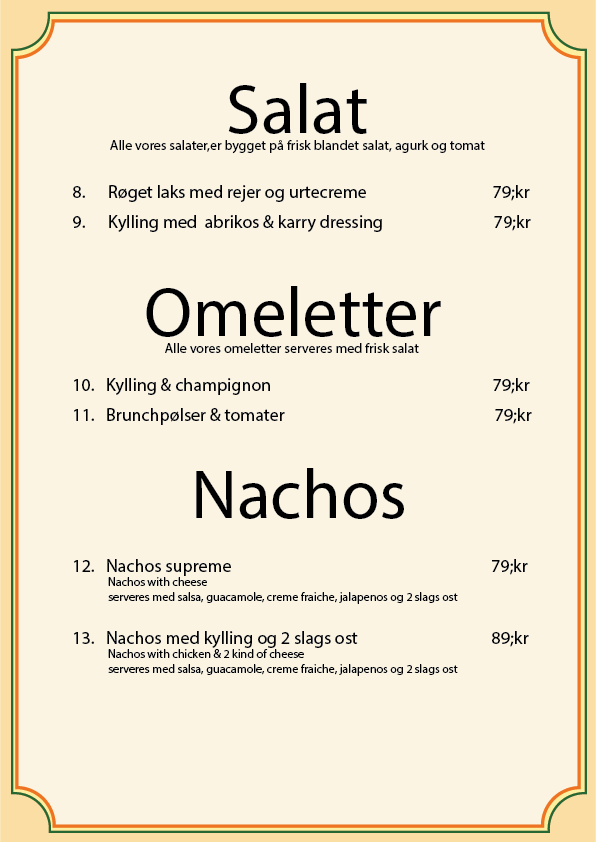 Salat
Alle vores salater,er bygget på frisk blandet salat, agurk og tomat
8. Røget laks med rejer og urtecreme 79;kr
9. Kylling med abrikos & karry dressing 79;kr
Omeletter
Alle vores omeletter serveres med frisk salat
10. Kylling & champignon 79;kr
11. Brunchpølser & tomater 79;kr
Nachos
12. Nachos supreme 79;kr
Nachos with cheese
serveres med salsa, guacamole, creme fraiche, jalapenos og 2 slags ost
13. Nachos med kylling og 2 slags ost 89;kr
Nachos with chicken & 2 kind of cheese
serveres med salsa, guacamole, creme fraiche, jalapenos og 2 slags ost